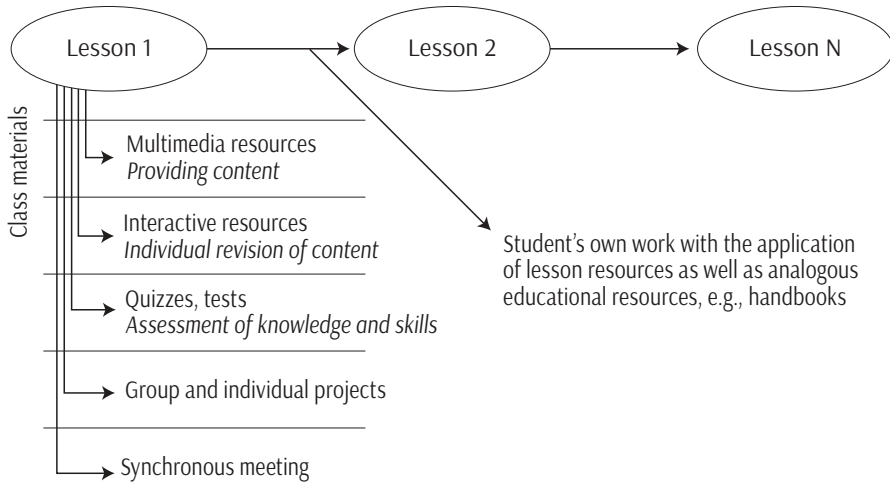 Lesson 1
Lesson 2
Lesson N
Class materials
Multimedia resources
Providing content
Interactive resources
Individual revision of content
Quizzes, tests
Assessment of knowledge and skills
Group and individual projects
Synchronous meeting
Student’s own work with the application
of lesson resources as well as analogous
educational resources, e.g., handbooks